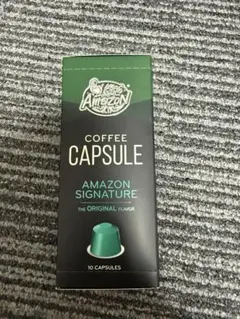 Café
Amazon
COFFEE
CAPSULE
AMAZON
SIGNATURE
THE ORIGINAL FLAVOR
10 CAPSULES